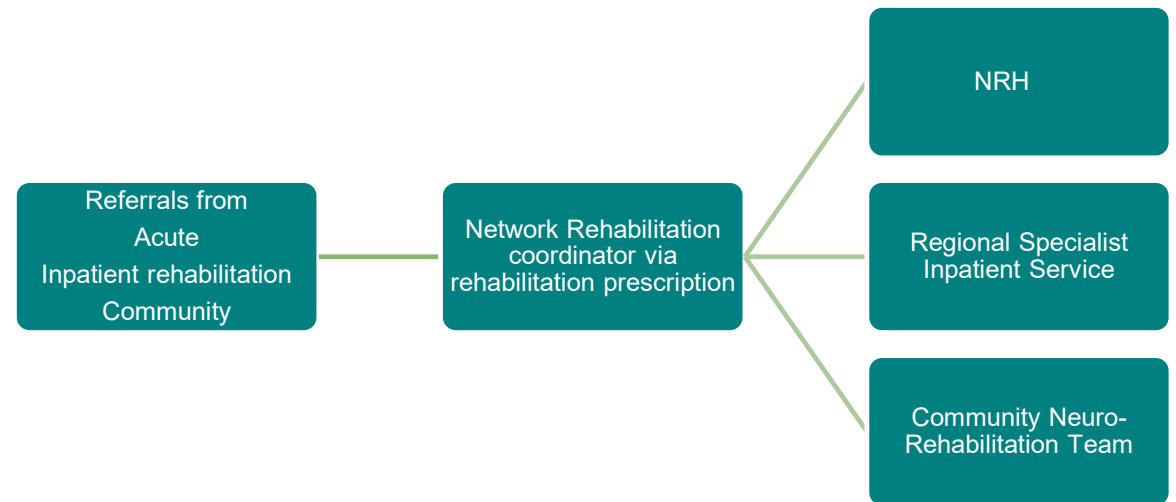 Referrals from
Acute
Inpatient rehabilitation
Community
Network Rehabilitation
coordinator via
rehabilitation prescription
NRH
Regional Specialist
Inpatient Service
Community Neuro-
Rehabilitation Team